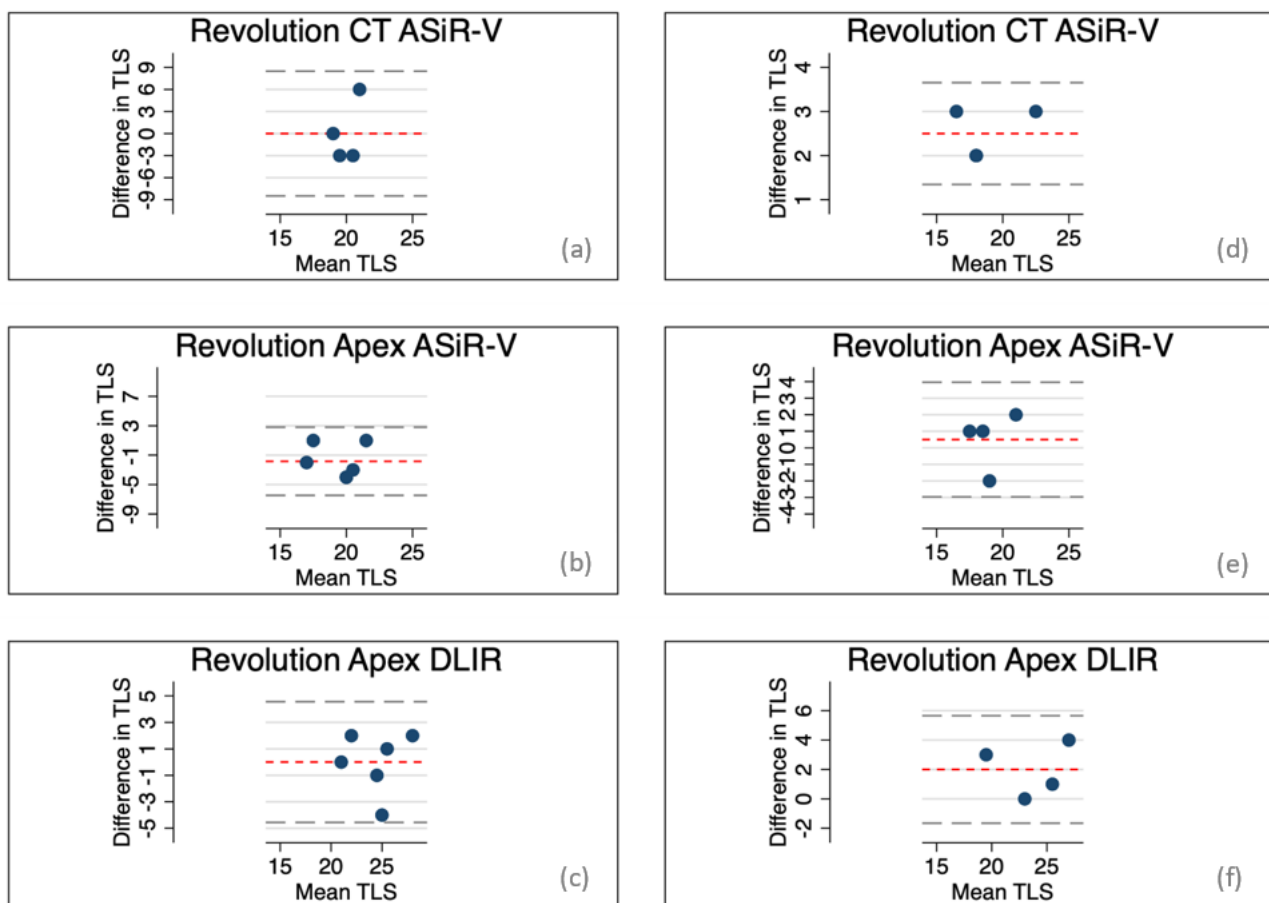 Revolution CT ASiR-V
Difference in TLS
9
6
3
0
-3
-6
-9
15 20 25
Mean TLS
(a)
Revolution CT ASiR-V
Difference in TLS
4
3
2
1
15 20 25
Mean TLS
(d)
Revolution Apex ASiR-V
Difference in TLS
7
3
-1
-5
-9
15 20 25
Mean TLS
(b)
Revolution Apex ASiR-V
Difference in TLS
4
3
2
1
0
-1
-2
-3
-4
15 20 25
Mean TLS
(e)
Revolution Apex DLIR
Difference in TLS
5
3
1
-1
-3
-5
15 20 25
Mean TLS
(c)
Revolution Apex DLIR
Difference in TLS
6
4
2
0
-2
15 20 25
Mean TLS
(f)